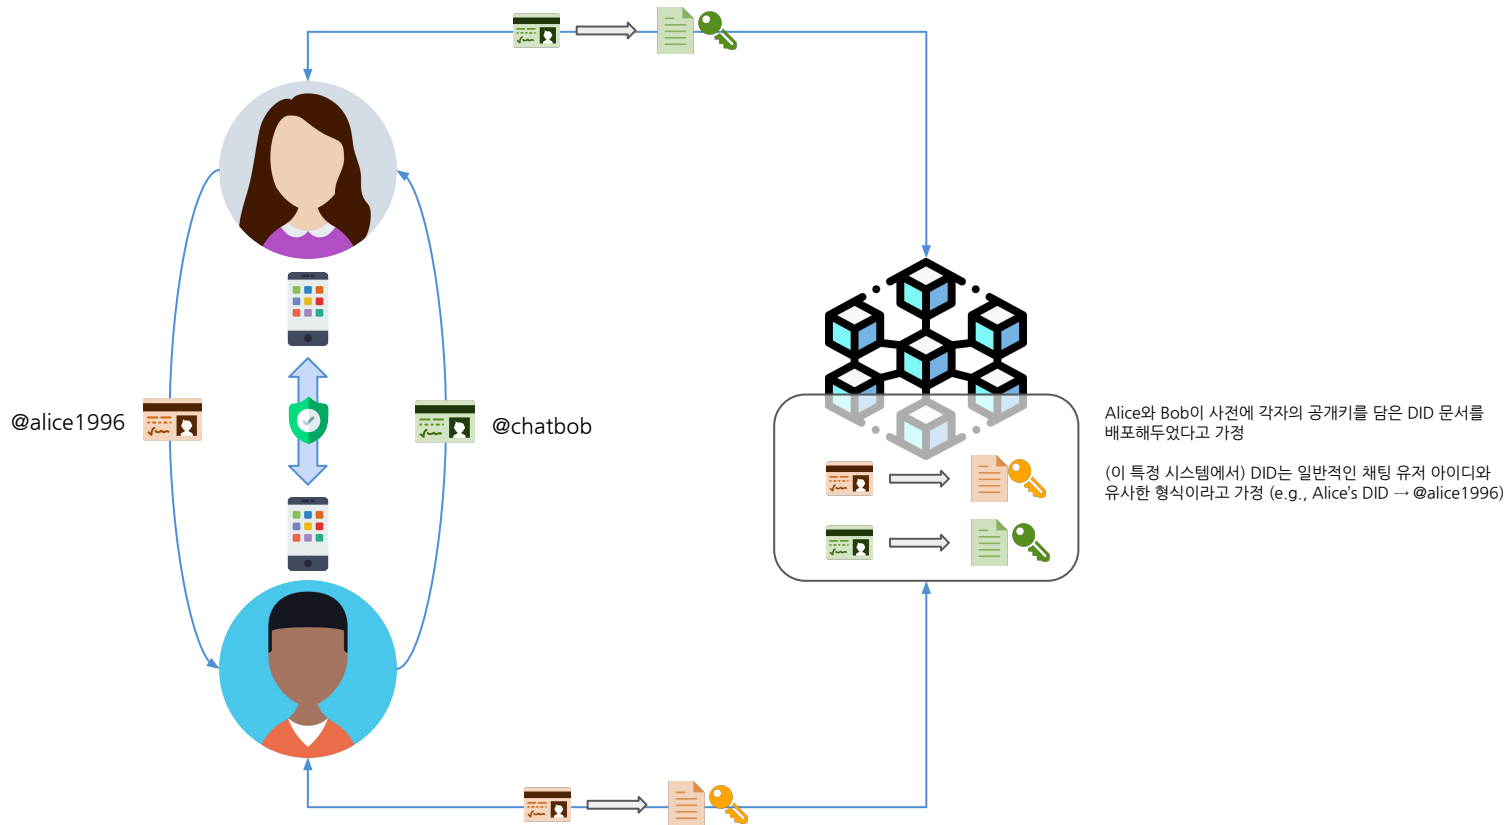 @alice1996
@chatbob
Alice와 Bob이 사전에 각자의 공개키를 담은 DID 문서를
배포해두었다고 가정
(이 특정 시스템에서) DID는 일반적인 채팅 유저 아이디와
유사한 형식이라고 가정 (e.g., Alice’s DID → @alice1996)